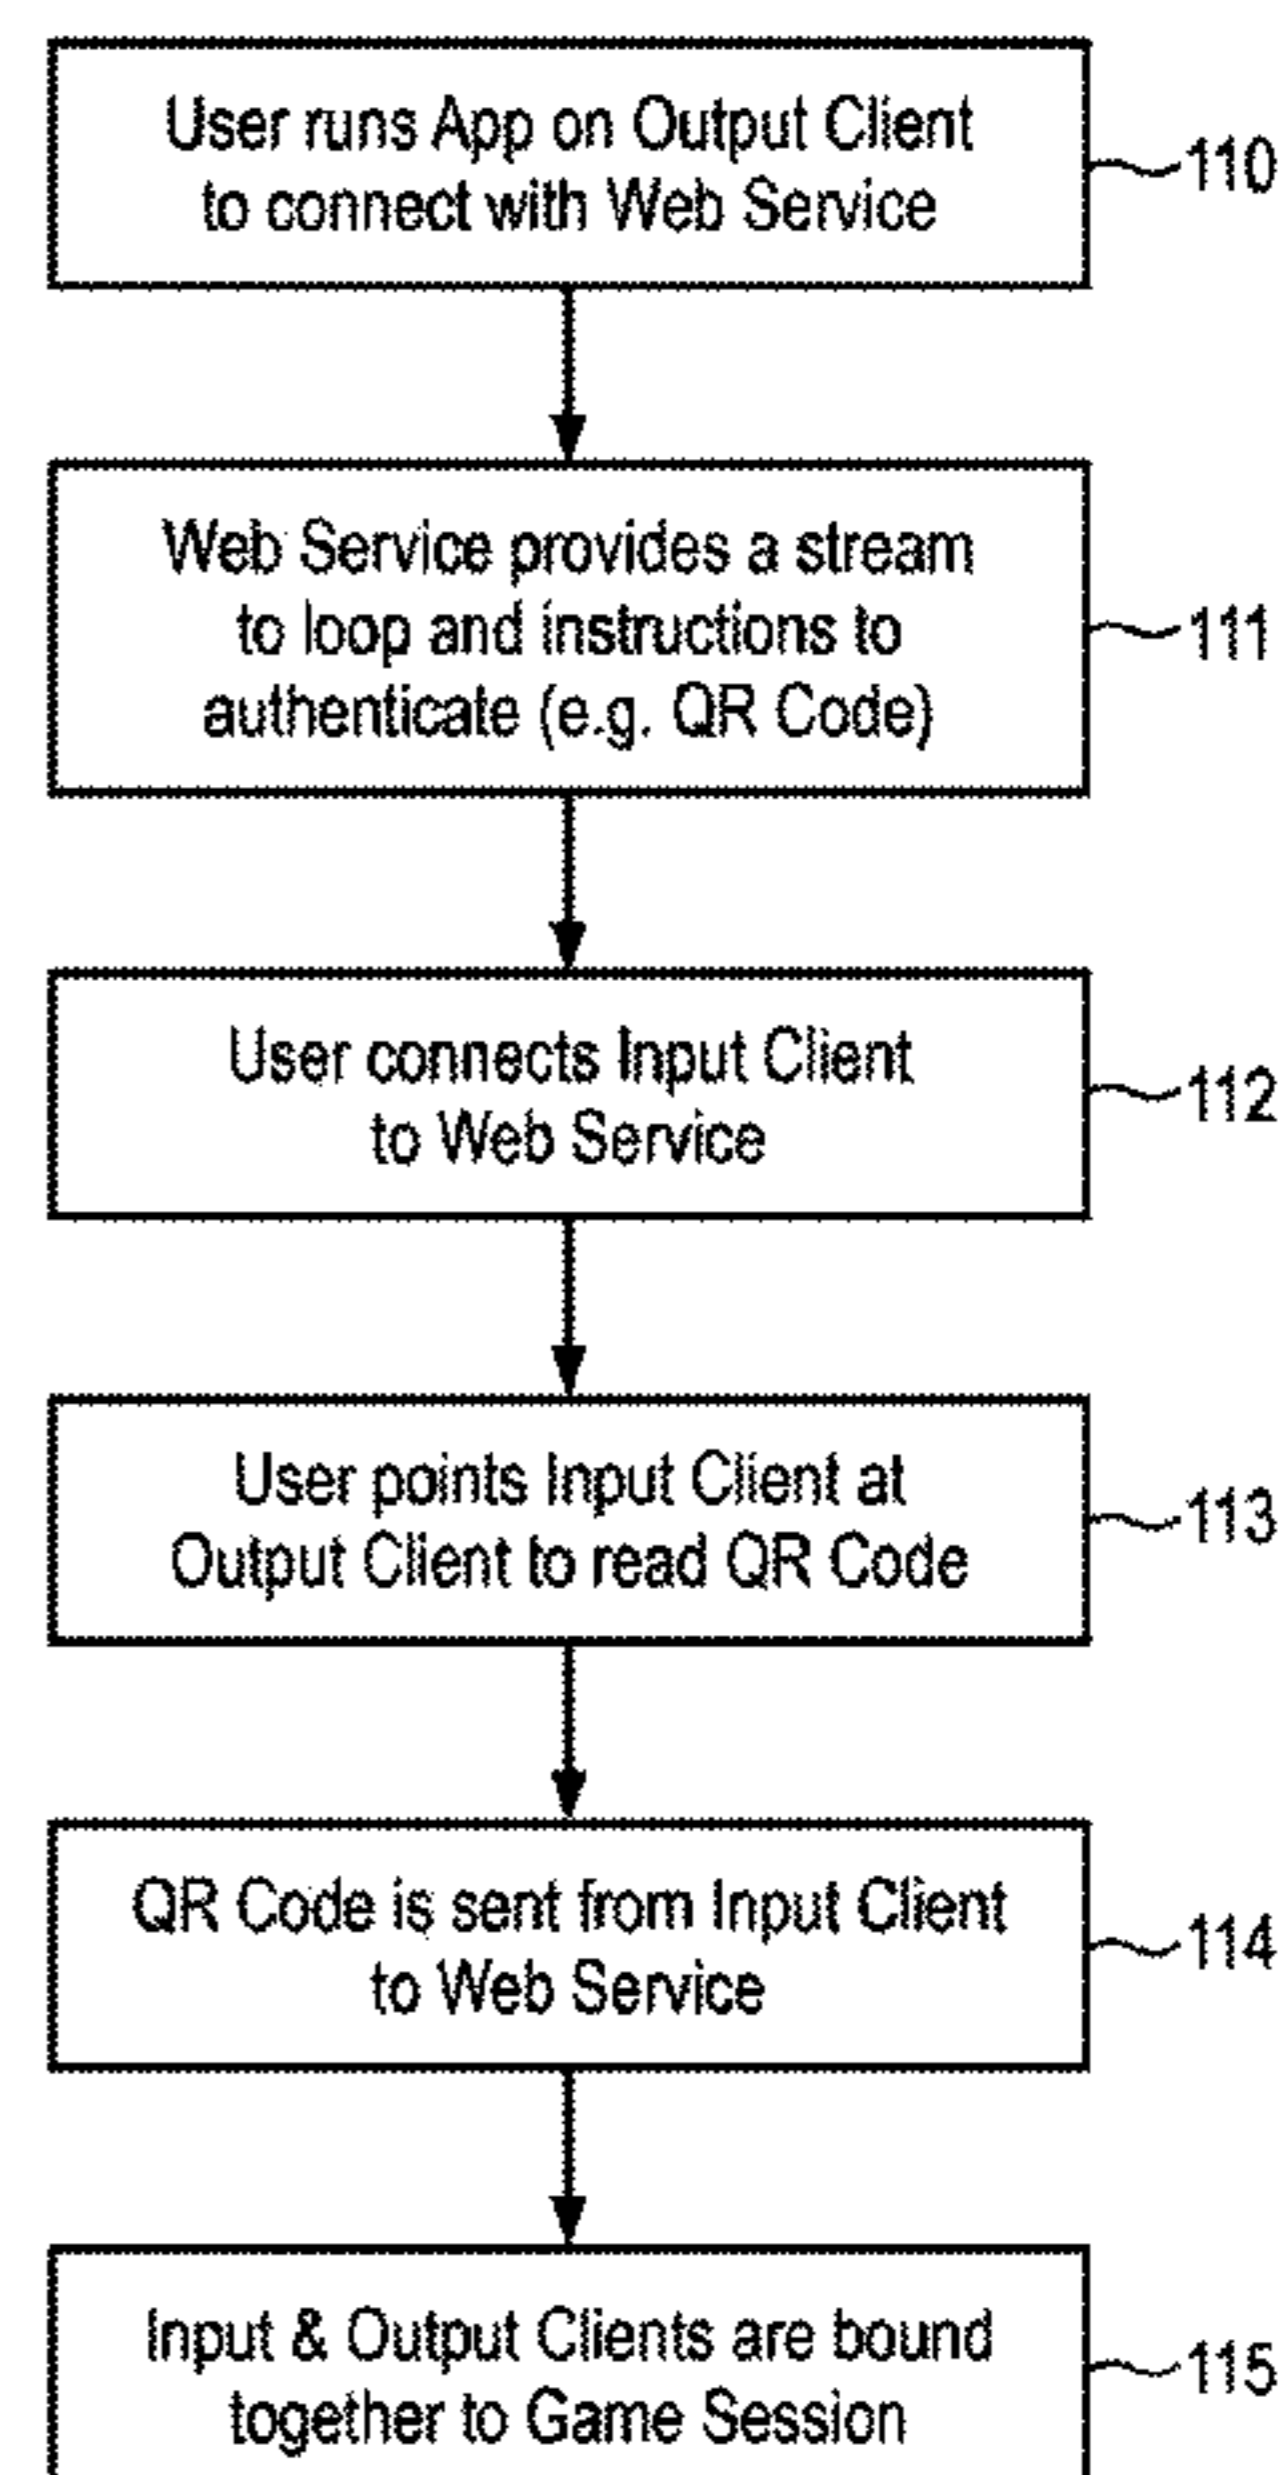 User runs App on Output Client
to connect with Web Service
110
Web Service provides a stream
to loop and instructions to
authenticate (e.g. QR Code)
111
User connects Input Client
to Web Service
112
User points Input Client at
Output Client to read QR Code
113
QR Code is sent from Input Client
to Web Service
114
Input & Output Clients are bound
together to Game Session
115